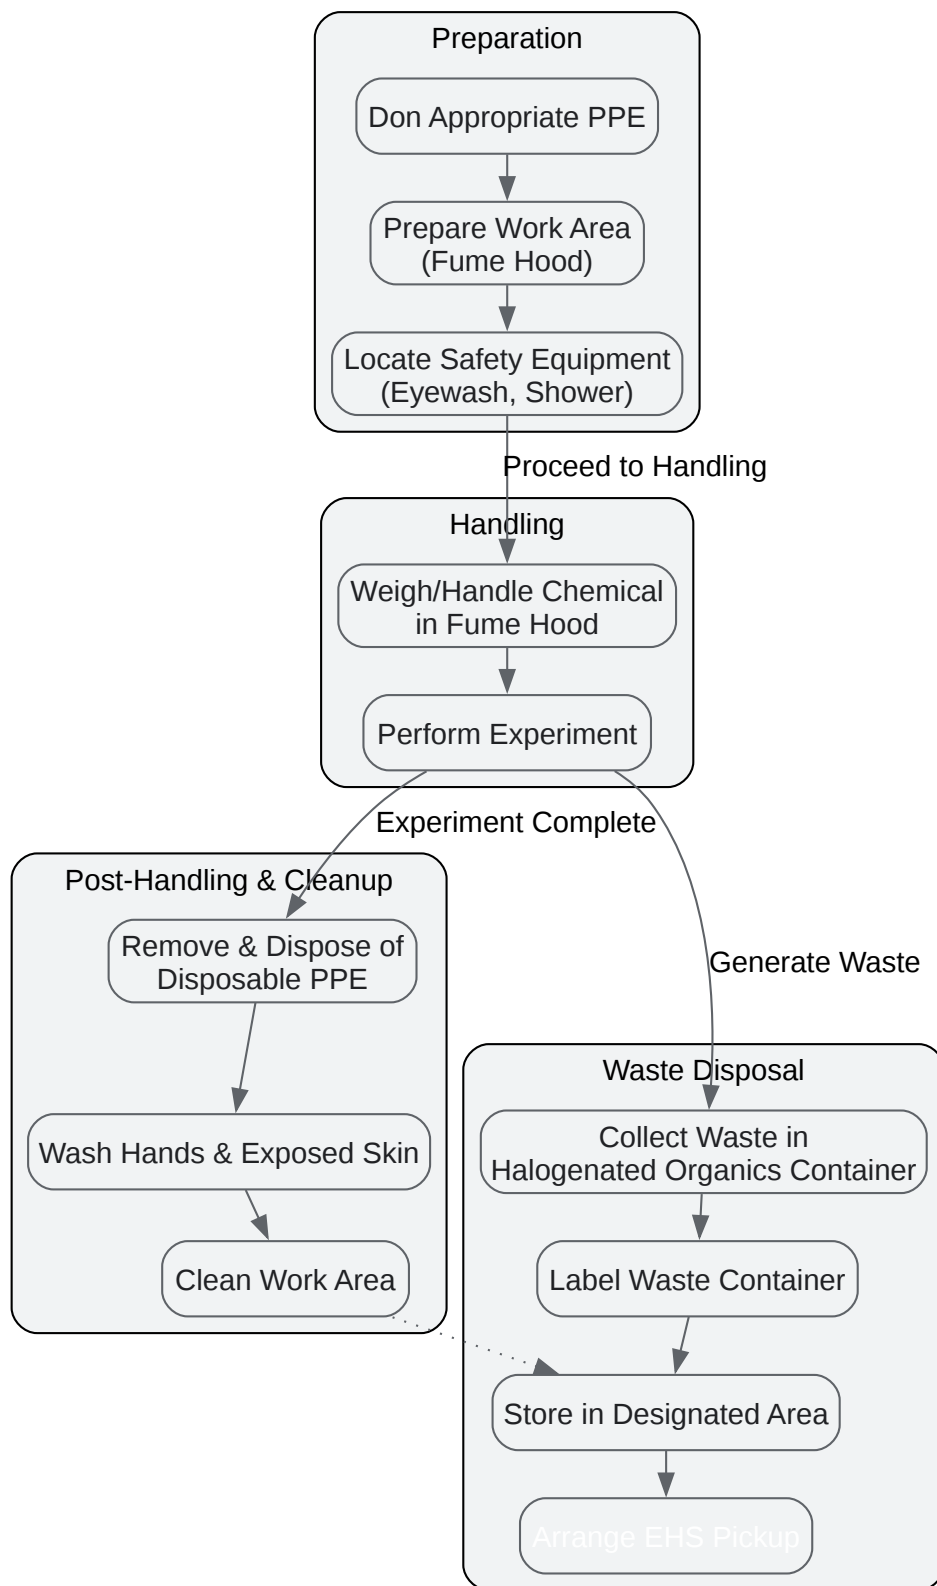 Preparation
Don Appropriate PPE
Prepare Work Area
(Fume Hood)
Locate Safety Equipment
(Eyewash, Shower)
Proceed to Handling
Handling
Weigh/Handle Chemical
in Fume Hood
Perform Experiment
Experiment Complete
Post-Handling & Cleanup
Remove & Dispose of
Disposable PPE
Wash Hands & Exposed Skin
Clean Work Area
Generate Waste
Waste Disposal
Collect Waste in
Halogenated Organics Container
Label Waste Container
Store in Designated Area
Arrange EHS Pickup